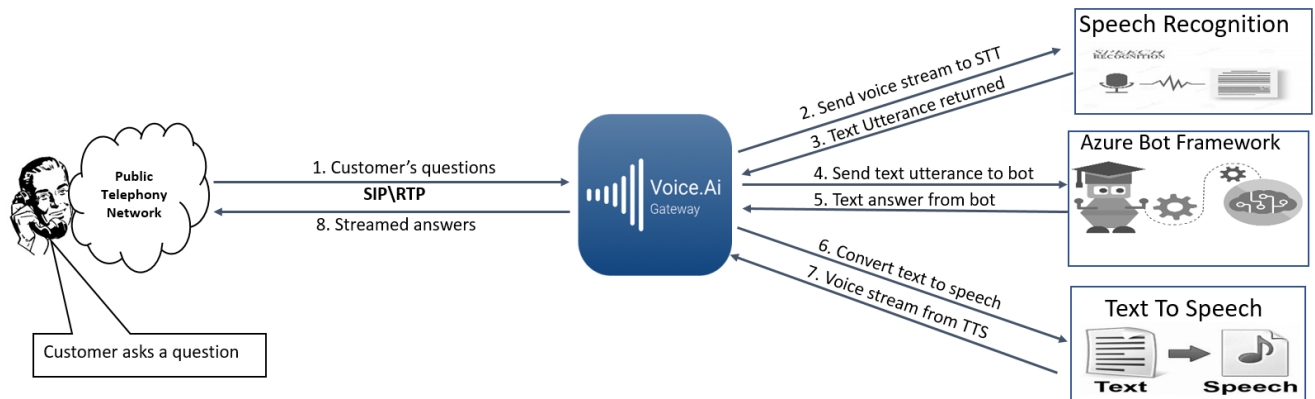 Speech Recognition
SPEECH
RECOGNITION
2. Send voice stream to STT
3. Text Utterance returned
Public
Telephony
Network
1. Customer's questions
SIP\RTP
8. Streamed answers
Voice.Ai
Gateway
Azure Bot Framework
4. Send text utterance to bot
5. Text answer from bot
6. Convert text to speech
7. Voice stream from TTS
Text To Speech
Text
Speech
Customer asks a question